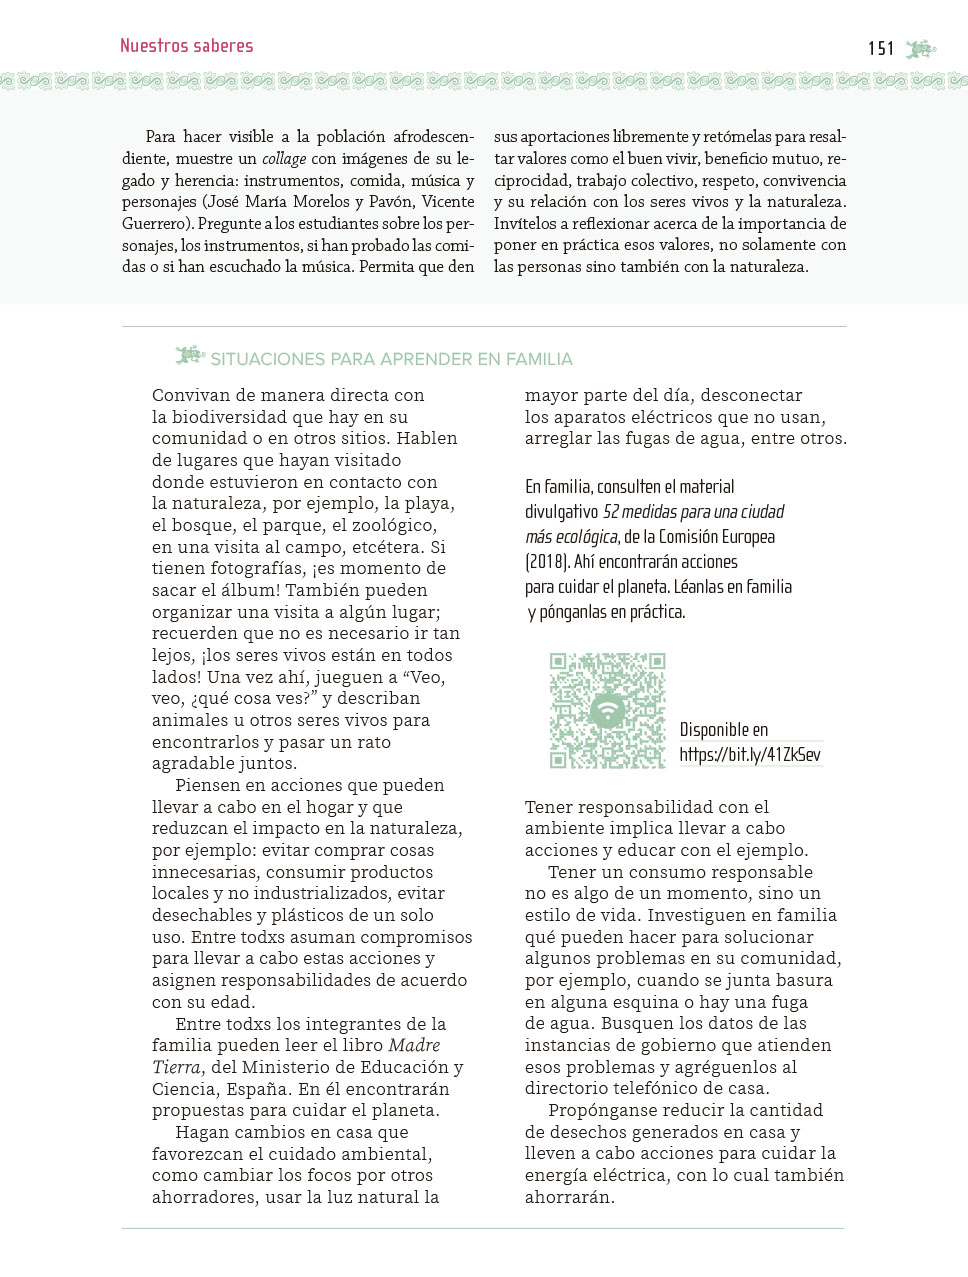 Nuestros saberes
151
Para hacer visible a la población afrodescen-
diente, muestre un collage con imágenes de su le-
gado y herencia: instrumentos, comida, música y
personajes (José María Morelos y Pavón, Vicente
Guerrero). Pregunte a los estudiantes sobre los per-
sonajes, los instrumentos, si han probado las comi-
das o si han escuchado la música. Permita que den
sus aportaciones libremente y retómelas para resal-
tar valores como el buen vivir, beneficio mutuo, re-
ciprocidad, trabajo colectivo, respeto, convivencia
y su relación con los seres vivos y la naturaleza.
Invítelos a reflexionar acerca de la importancia de
poner en práctica esos valores, no solamente con
las personas sino también con la naturaleza.
SITUACIONES PARA APRENDER EN FAMILIA
Convivan de manera directa con
la biodiversidad que hay en su
comunidad o en otros sitios. Hablen
de lugares que hayan visitado
donde estuvieron en contacto con
la naturaleza, por ejemplo, la playa,
el bosque, el parque, el zoológico,
en una visita al campo, etcétera. Si
tienen fotografías, ¡es momento de
sacar el álbum! También pueden
organizar una visita a algún lugar;
recuerden que no es necesario ir tan
lejos, ¡los seres vivos están en todos
lados! Una vez ahí, jueguen a “Veo,
veo, ¿qué cosa ves?” y describan
animales u otros seres vivos para
encontrarlos y pasar un rato
agradable juntos.
Piensen en acciones que pueden
llevar a cabo en el hogar y que
reduzcan el impacto en la naturaleza,
por ejemplo: evitar comprar cosas
innecesarias, consumir productos
locales y no industrializados, evitar
desechables y plásticos de un solo
uso. Entre todxs asuman compromisos
para llevar a cabo estas acciones y
asignen responsabilidades de acuerdo
con su edad.
Entre todxs los integrantes de la
familia pueden leer el libro Madre
Tierra, del Ministerio de Educación y
Ciencia, España. En él encontrarán
propuestas para cuidar el planeta.
Hagan cambios en casa que
favorezcan el cuidado ambiental,
como cambiar los focos por otros
ahorradores, usar la luz natural la
mayor parte del día, desconectar
los aparatos eléctricos que no usan,
arreglar las fugas de agua, entre otros.
En familia, consulten el material
divulgativo 52 medidas para una ciudad
más ecológica, de la Comisión Europea
(2018). Ahí encontrarán acciones
para cuidar el planeta. Léanlas en familia
y pónganlas en práctica.
Disponible en
https://bit.ly/41ZkSev
Tener responsabilidad con el
ambiente implica llevar a cabo
acciones y educar con el ejemplo.
Tener un consumo responsable
no es algo de un momento, sino un
estilo de vida. Investiguen en familia
qué pueden hacer para solucionar
algunos problemas en su comunidad,
por ejemplo, cuando se junta basura
en alguna esquina o hay una fuga
de agua. Busquen los datos de las
instancias de gobierno que atienden
esos problemas y agréguenlos al
directorio telefónico de casa.
Propónganse reducir la cantidad
de desechos generados en casa y
lleven a cabo acciones para cuidar la
energía eléctrica, con lo cual también
ahorrarán.